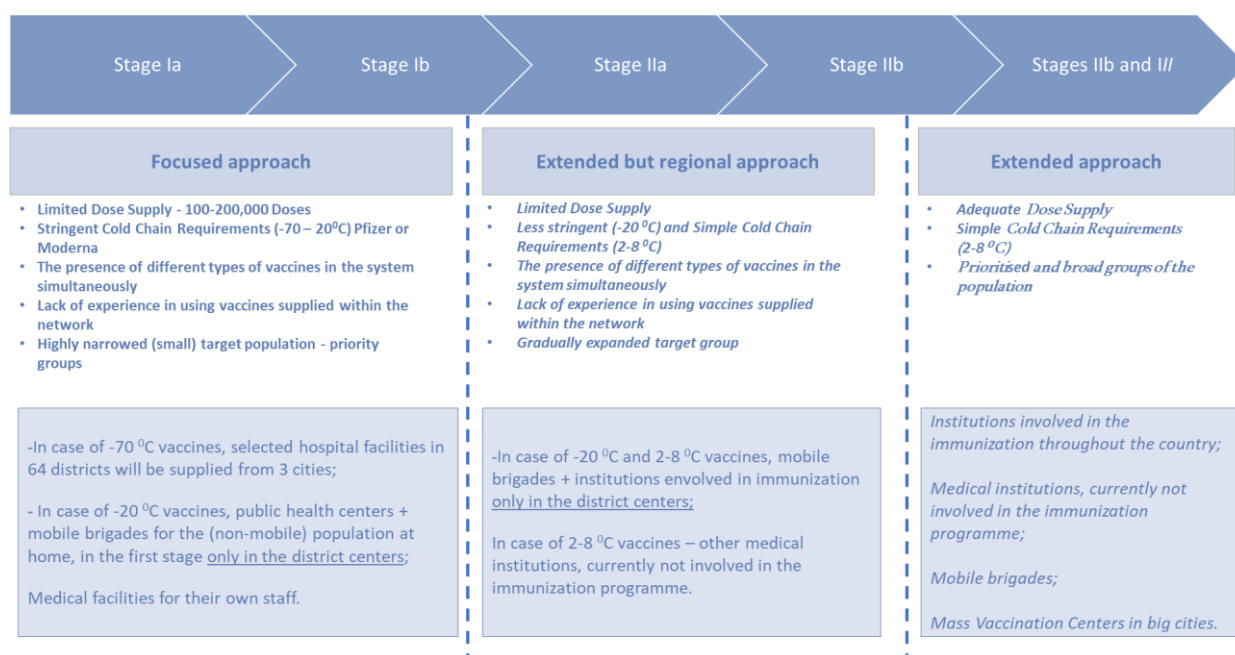 Stage Ia
Stage Ib
Stage IIa
Stage IIb
Stages IIb and III
Focused approach
• Limited Dose Supply - 100-200,000 Doses
• Stringent Cold Chain Requirements (-70 – 20⁰C) Pfizer or
Moderna
• The presence of different types of vaccines in the system
simultaneously
• Lack of experience in using vaccines supplied within the
network
• Highly narrowed (small) target population - priority
groups
-In case of -70 ⁰C vaccines, selected hospital facilities in
64 districts will be supplied from 3 cities;
- In case of -20 ⁰C vaccines, public health centers +
mobile brigades for the (non-mobile) population at
home, in the first stage only in the district centers;
Medical facilities for their own staff.
Extended but regional approach
• Limited Dose Supply
• Less stringent (-20 ⁰C) and Simple Cold Chain
Requirements (2-8 ⁰C)
• The presence of different types of vaccines in the
system simultaneously
• Lack of experience in using vaccines supplied
within the network
• Gradually expanded target group
-In case of -20 ⁰C and 2-8 ⁰C vaccines, mobile
brigades + institutions envolved in immunization
only in the district centers;
In case of 2-8 ⁰C vaccines – other medical
institutions, currently not involved in the
immunization programme.
Extended approach
• Adequate Dose Supply
• Simple Cold Chain Requirements
(2-8 ⁰C)
• Prioritised and broad groups of the
population
Institutions involved in the
immunization throughout the country;
Medical institutions, currently not
involved in the immunization
programme;
Mobile brigades;
Mass Vaccination Centers in big cities.